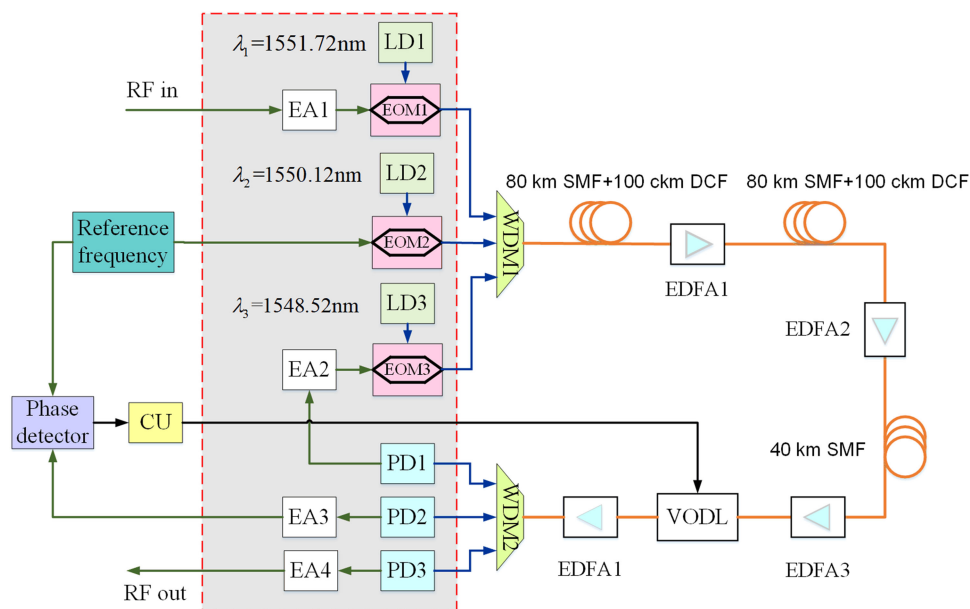 λ1=1551.72nm
LD1
RF in
EA1
EOM1
λ2=1550.12nm
LD2
80 km SMF+100 ckm DCF
80 km SMF+100 ckm DCF
Reference
frequency
EOM2
WDM1
EDFA1
λ3=1548.52nm
LD3
EDFA2
EA2
EOM3
Phase
detector
CU
40 km SMF
PD1
EA3
PD2
WDM2
VODL
EA4
PD3
EDFA1
EDFA3
RF out